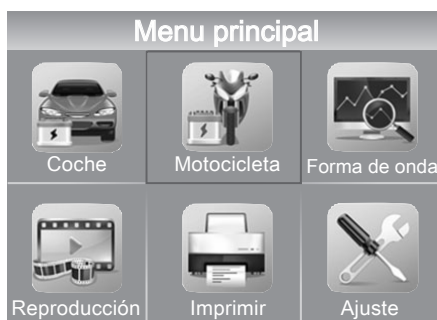 Menu principal
Coche
Motocicleta
Forma de onda
Reproducción
Imprimir
Ajuste